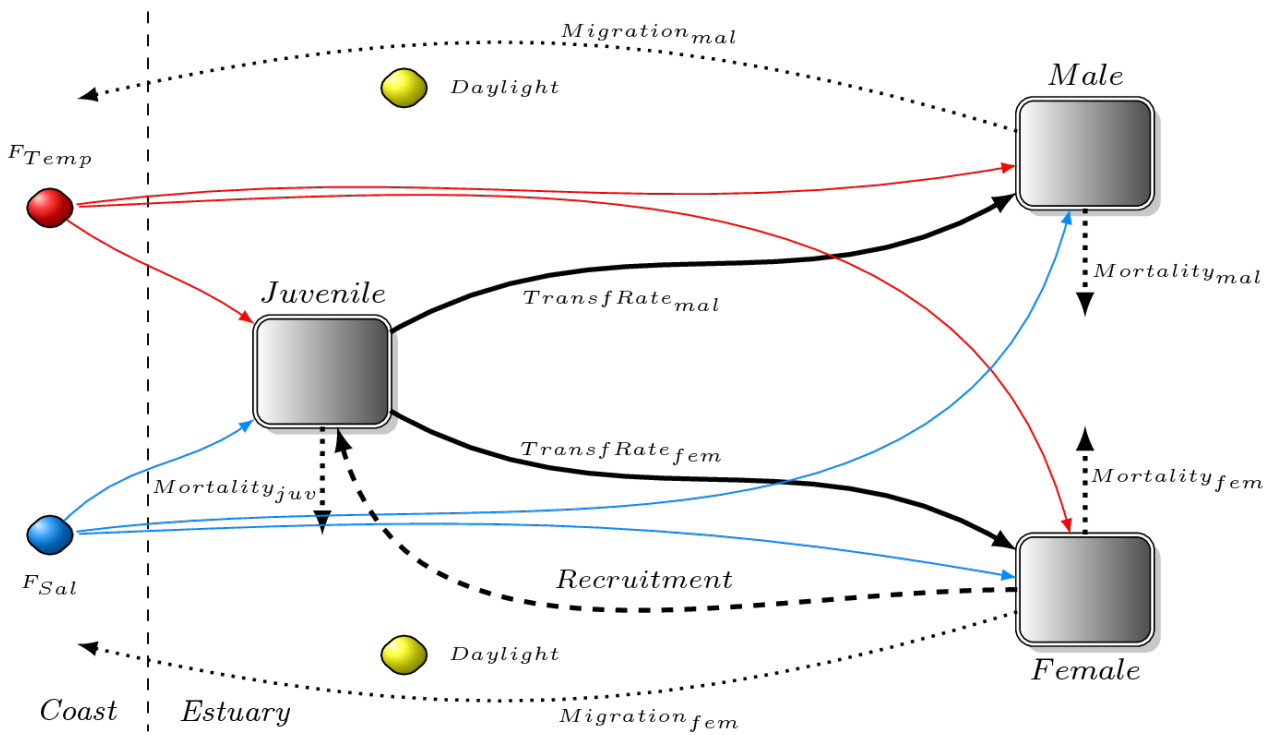 Migration_mal
Male
Daylight
F_Temp
Mortality_mal
Juvenile
TransfRate_mal
TransfRate_fem
Mortality_fem
Mortality_juv
Recruitment
F_Sal
Daylight
Female
Coast
Estuary
Migration_fem